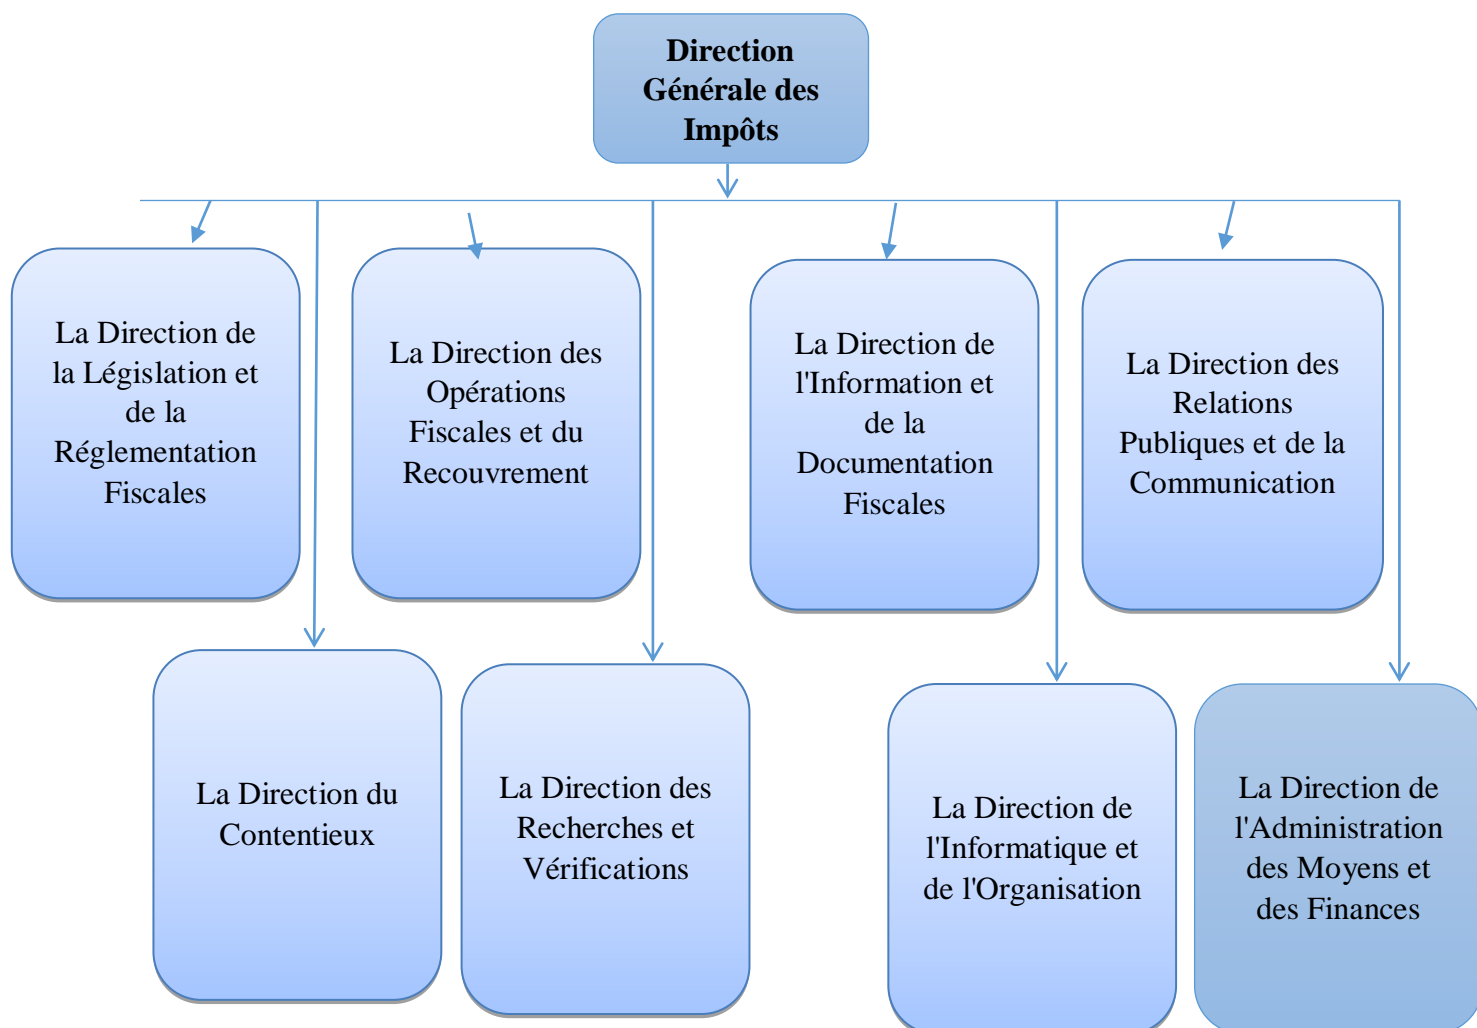 Direction
Générale des
Impôts
La Direction de
la Législation et
de la
Réglementation
Fiscales
La Direction des
Opérations
Fiscales et du
Recouvrement
La Direction de
l'Information et
de la
Documentation
Fiscales
La Direction des
Relations
Publiques et de la
Communication
La Direction du
Contentieux
La Direction des
Recherches et
Vérifications
La Direction de
l'Informatique et
de l'Organisation
La Direction de
l'Administration
des Moyens et
des Finances